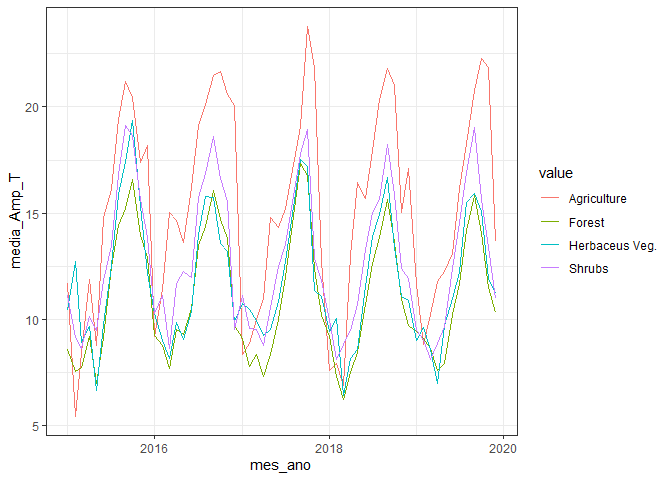 media_Amp_T
20
15
10
5
2016
2018
2020
mes_ano
value
Agriculture
Forest
Herbaceus Veg.
Shrubs